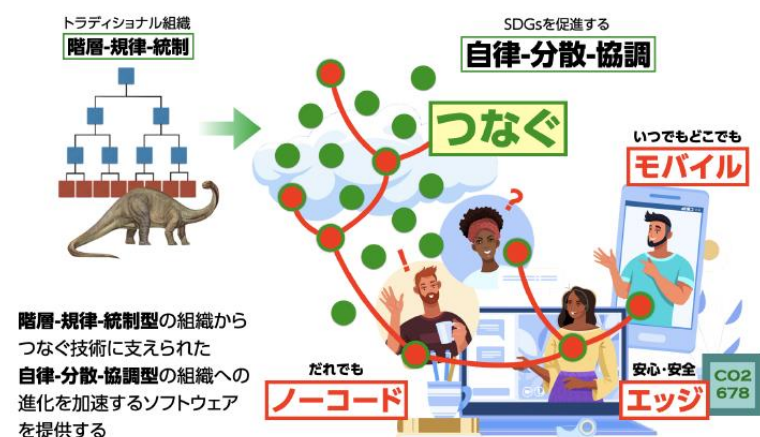 トラディショナル組織
階層-規律-統制
SDGsを促進する
自律-分散-協調
つなぐ
いつでもどこでも
モバイル
?
!
階層-規律-統制型の組織から
つなぐ技術に支えられた
自律-分散-協調型の組織への
進化を加速するソフトウェア
を提供する
だれでも
ノーコード
安心・安全
エッジ
CO2
678